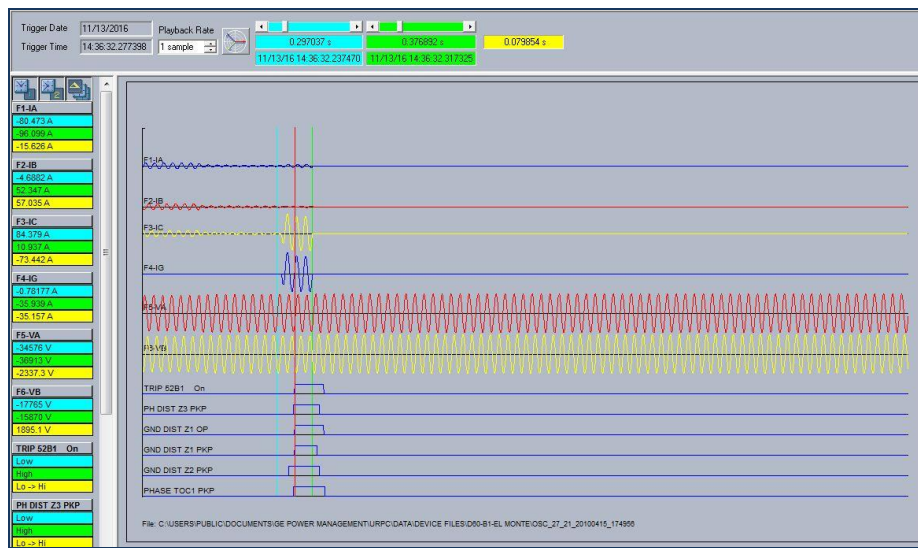 Trigger Date 11/13/2016 Playback Rate
Trigger Time 14:36:32.277398 1 sample
0.297037 s 0.376892 s 0.079854 s
11/13/16 14:36:32.237470 11/13/16 14:36:32.317325
F1-IA
-80.473 A
-96.099 A
-15.626 A
F2-IB
-4.6882 A
52.347 A
57.035 A
F3-IC
84.379 A
10.937 A
-73.442 A
F4-IG
-0.78177 A
-35.939 A
-35.157 A
F5-VA
-34576 V
-36913 V
-2337.3 V
F6-VB
-17765 V
-15870 V
1895.1 V
TRIP 52B1 On
Low
High
Lo -> Hi
PH DIST Z3 PKP
Low
High
Lo -> Hi
F1-IA
F2-IB
F3-IC
F4-IG
F5-VA
F6-VB
TRIP 52B1 On
PH DIST Z3 PKP
GND DIST Z1 OP
GND DIST Z1 PKP
GND DIST Z2 PKP
PHASE TOC1 PKP
File: C:\USERS\PUBLIC\DOCUMENTS\GE POWER MANAGEMENT\URPC\DATA\DEVICE FILES\D60-B1-EL MONTE\OSC_27_21_20100415_174956